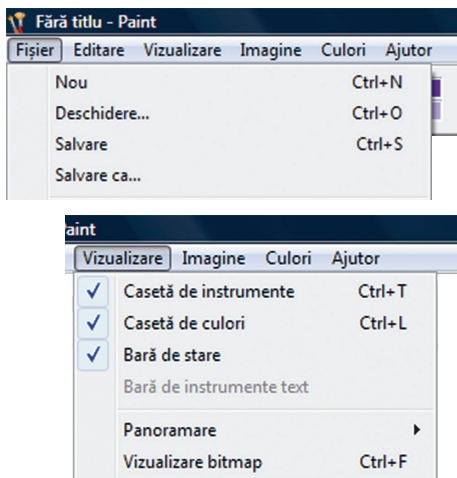 Fără titlu - Paint
Fişier Editare Vizualizare Imagine Culori Ajutor
Nou Ctrl+N
Deschidere... Ctrl+O
Salvare Ctrl+S
Salvare ca...
aint
Vizualizare Imagine Culori Ajutor
Casetă de instrumente Ctrl+T
Casetă de culori Ctrl+L
Bară de stare
Bară de instrumente text
Panoramare
Vizualizare bitmap Ctrl+F